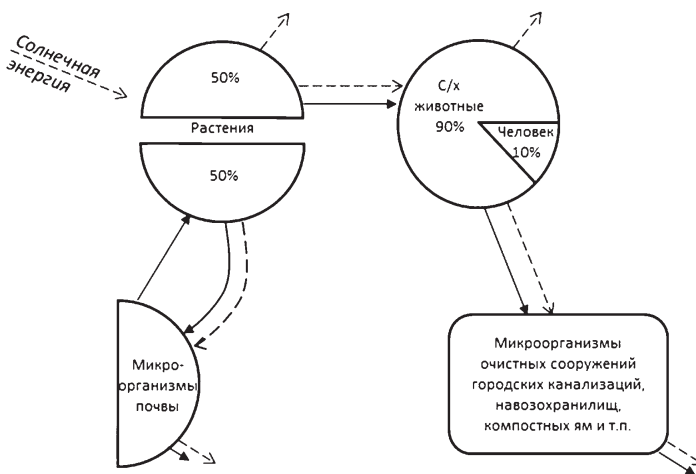 Солнечная
энергия
50%
Растения
50%
С/х
животные
90%
Человек
10%
Микро-
организмы
почвы
Микроорганизмы
очистных сооружений
городских канализаций,
навозохранилищ,
компостных ям и т.п.